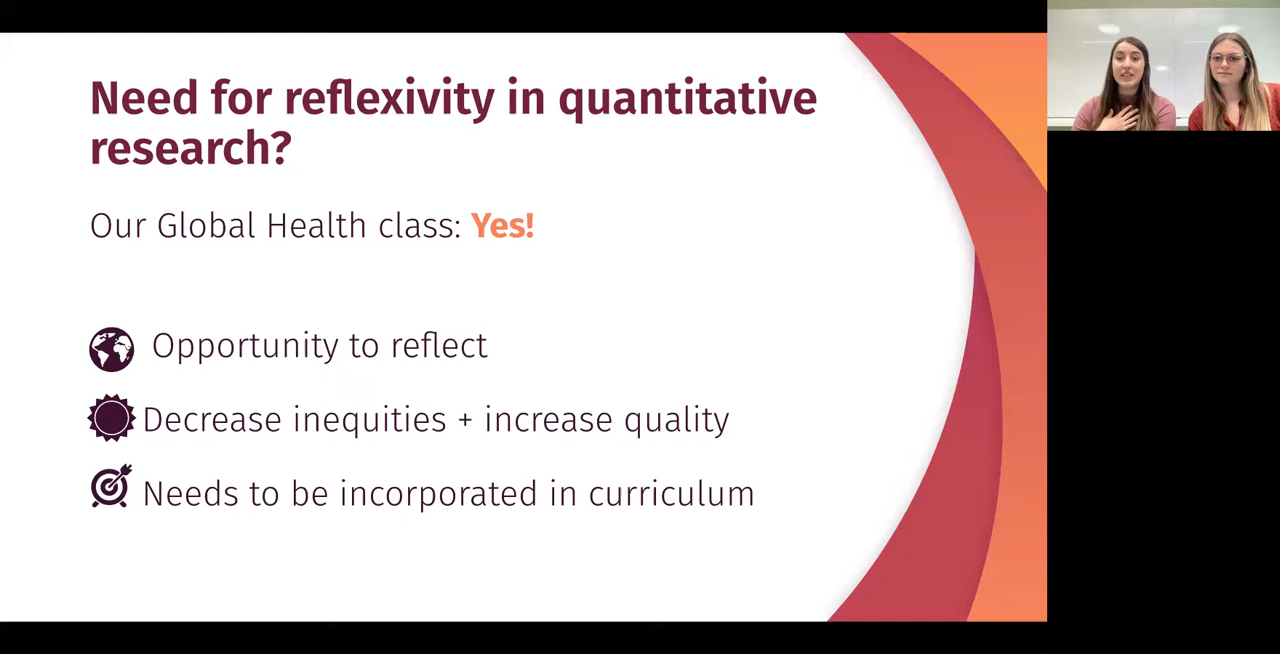 Need for reflexivity in quantitative
research?
Our Global Health class: Yes!
Opportunity to reflect
Decrease inequities + increase quality
Needs to be incorporated in curriculum